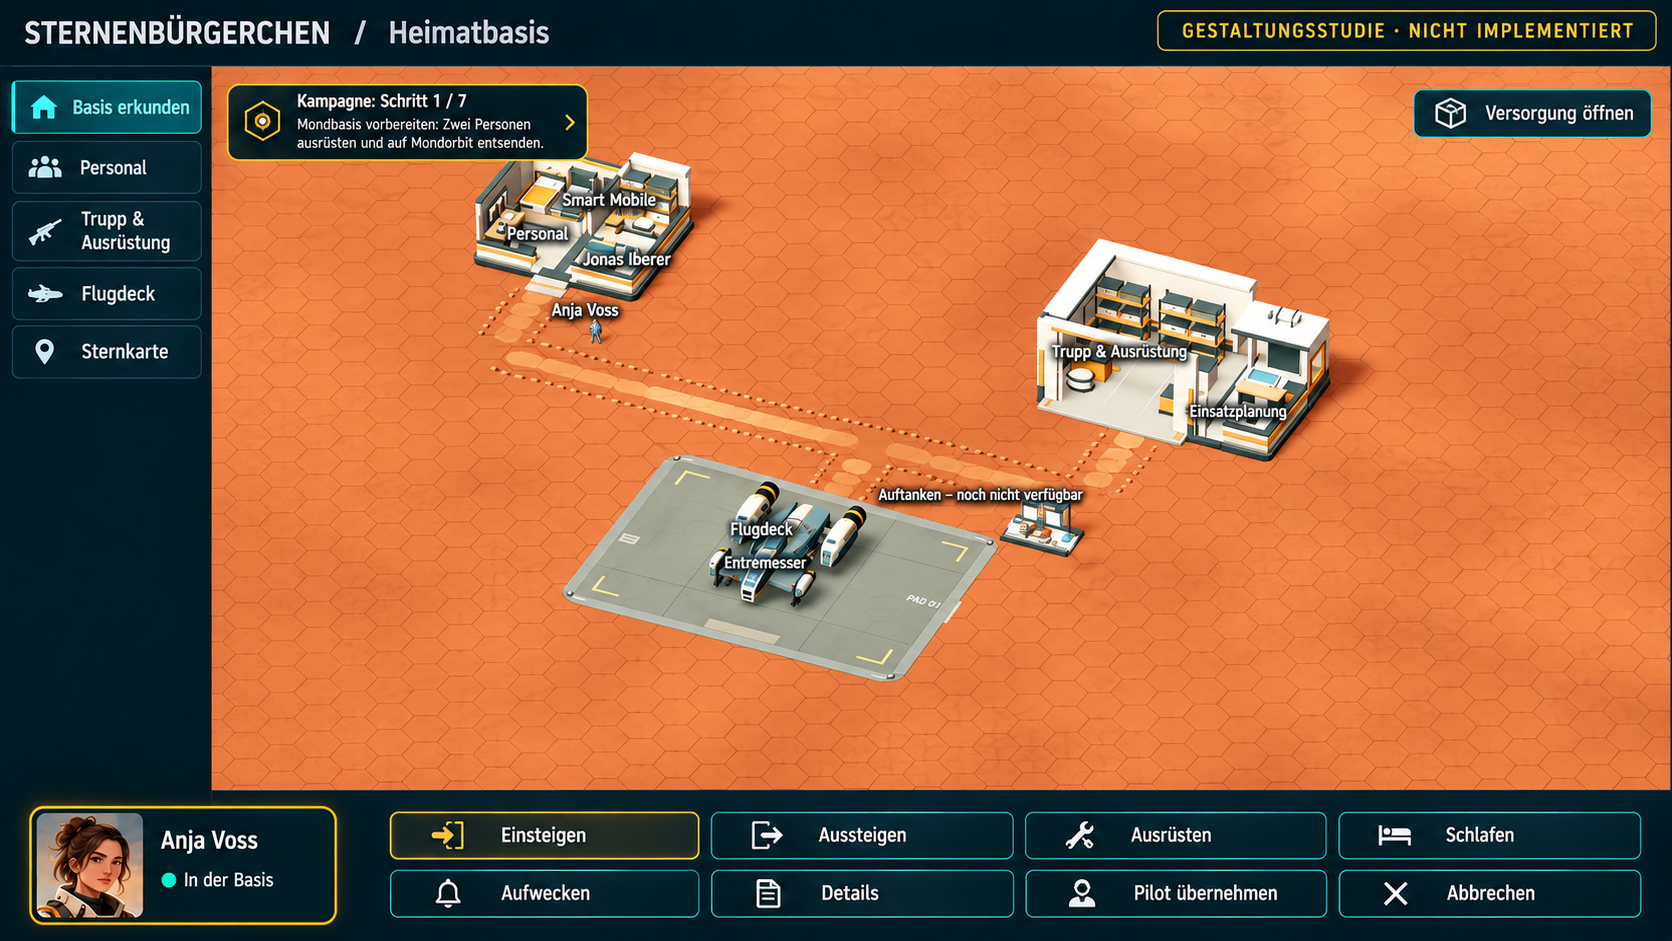 STERNENBÜRGERCHEN / Heimatbasis
GESTALTUNGSSTUDIE · NICHT IMPLEMENTIERT
Basis erkunden
Personal
Trupp &
Ausrüstung
Flugdeck
Sternkarte
Kampagne: Schritt 1 / 7
Mondbasis vorbereiten: Zwei Personen
ausrüsten und auf Mondorbit entsenden.
Versorgung öffnen
Smart Mobile
Personal
Jonas Iberer
Anja Voss
Trupp & Ausrüstung
Einsatzplanung
Auftanken – noch nicht verfügbar
Flugdeck
Entremesser
PAD 01
Anja Voss
In der Basis
Einsteigen
Aussteigen
Ausrüsten
Schlafen
Aufwecken
Details
Pilot übernehmen
Abbrechen